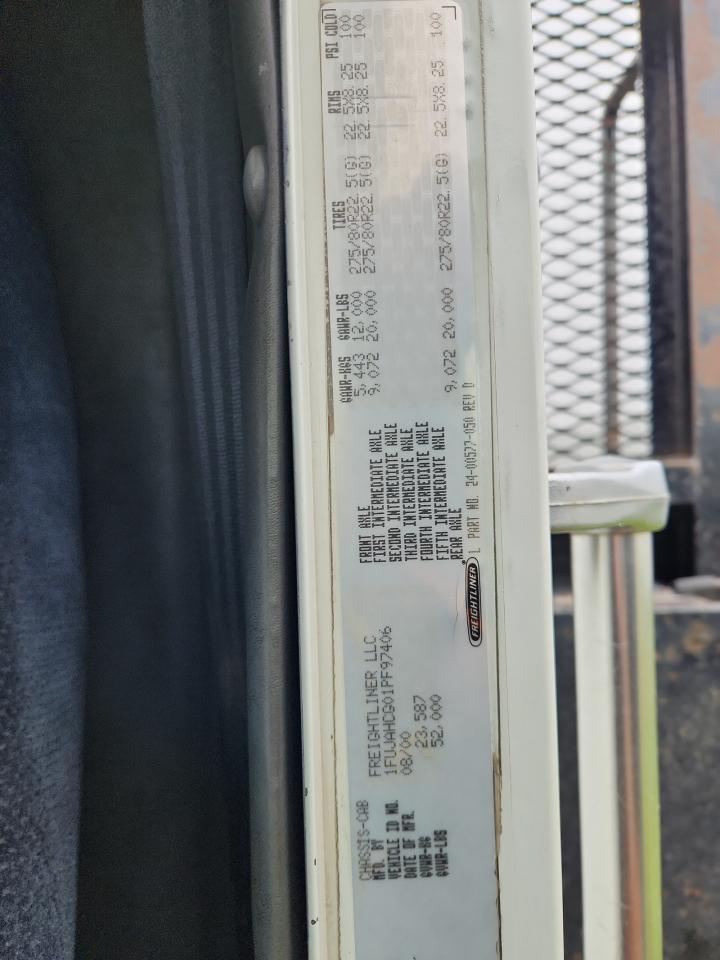 CHASSIS-CAB
MFD. BY FREIGHTLINER LLC
VEHICLE ID NO. 1FUJAHCG01PF97406
DATE OF MFR. 08/00
GVWR-KG 23,587
GVWR-LBS 52,000
FREIGHTLINER
GAWR-KGS GAWR-LBS TIRES RIMS PSI COLD
FRONT AXLE 5,443 12,000 275/80R22.5(G) 22.5X8.25 100
FIRST INTERMEDIATE AXLE 9,072 20,000 275/80R22.5(G) 22.5X8.25 100
SECOND INTERMEDIATE AXLE
THIRD INTERMEDIATE AXLE
FOURTH INTERMEDIATE AXLE
FIFTH INTERMEDIATE AXLE
REAR AXLE 9,072 20,000 275/80R22.5(G) 22.5X8.25 100
L PART NO. 24-00577-050 REV D